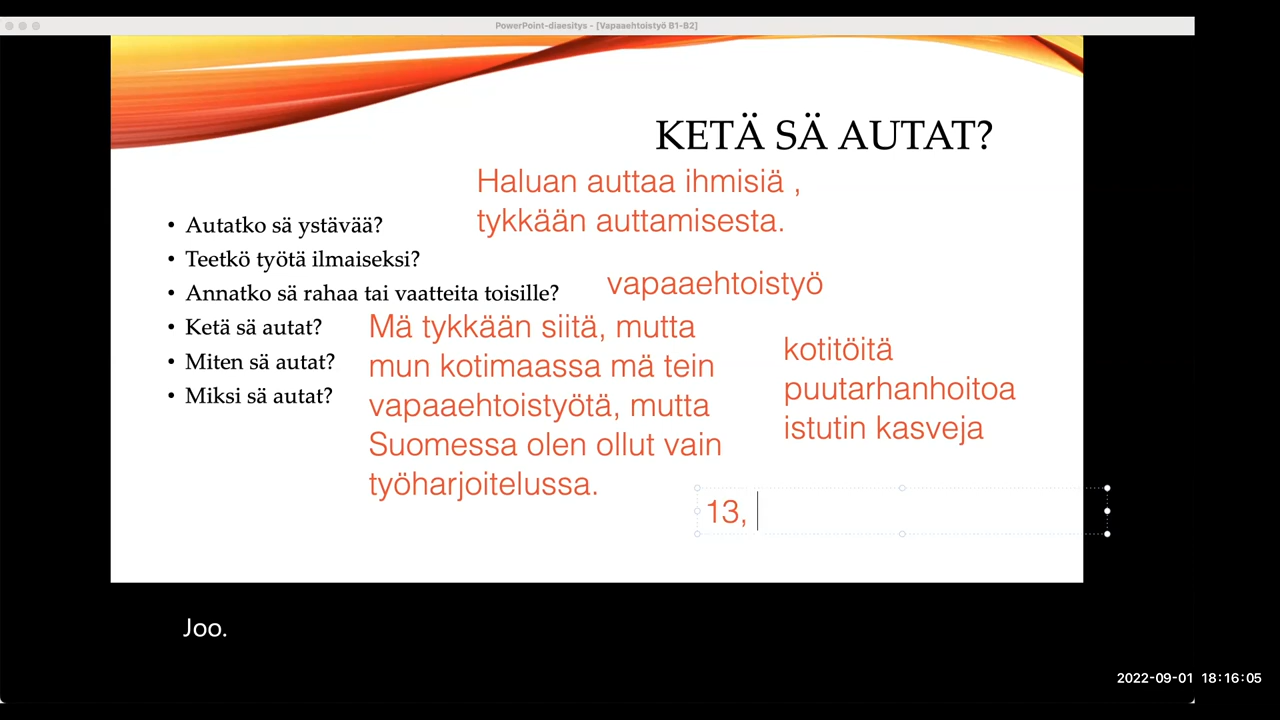 PowerPoint-diaesitys - [Vapaaehtoistyö B1-B2]
KETÄ SÄ AUTAT?
Haluan auttaa ihmisiä ,
tykkään auttamisesta.
• Autatko sä ystävää?
• Teetkö työtä ilmaiseksi?
• Annatko sä rahaa tai vaatteita toisille?
• Ketä sä autat?
• Miten sä autat?
• Miksi sä autat?
vapaaehtoistyö
Mä tykkään siitä, mutta
mun kotimaassa mä tein
vapaaehtoistyötä, mutta
Suomessa olen ollut vain
työharjoitelussa.
kotitöitä
puutarhanhoitoa
istutin kasveja
13,
Joo.
2022-09-01 18:16:05